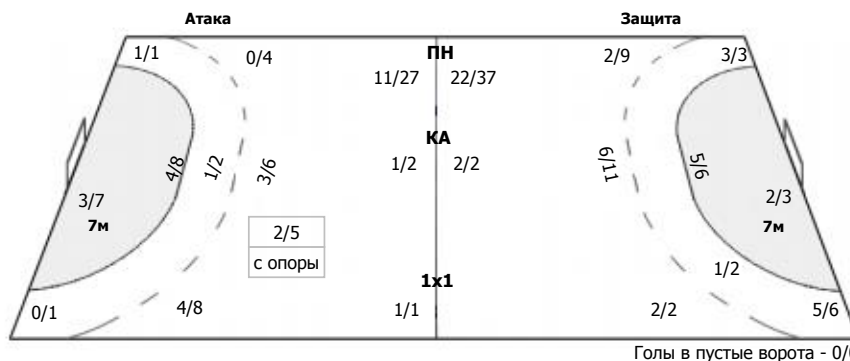 Атака Защита
1/1 0/4 ПН 2/9 3/3
11/27 22/37
КА
4/8 1/2 3/6 1/2 2/2 6/11 5/6
3/7 2/3
7м 7м
2/5
с опоры
1/2
1x1
0/1 4/8 1/1 2/2 5/6
Голы в пустые ворота -